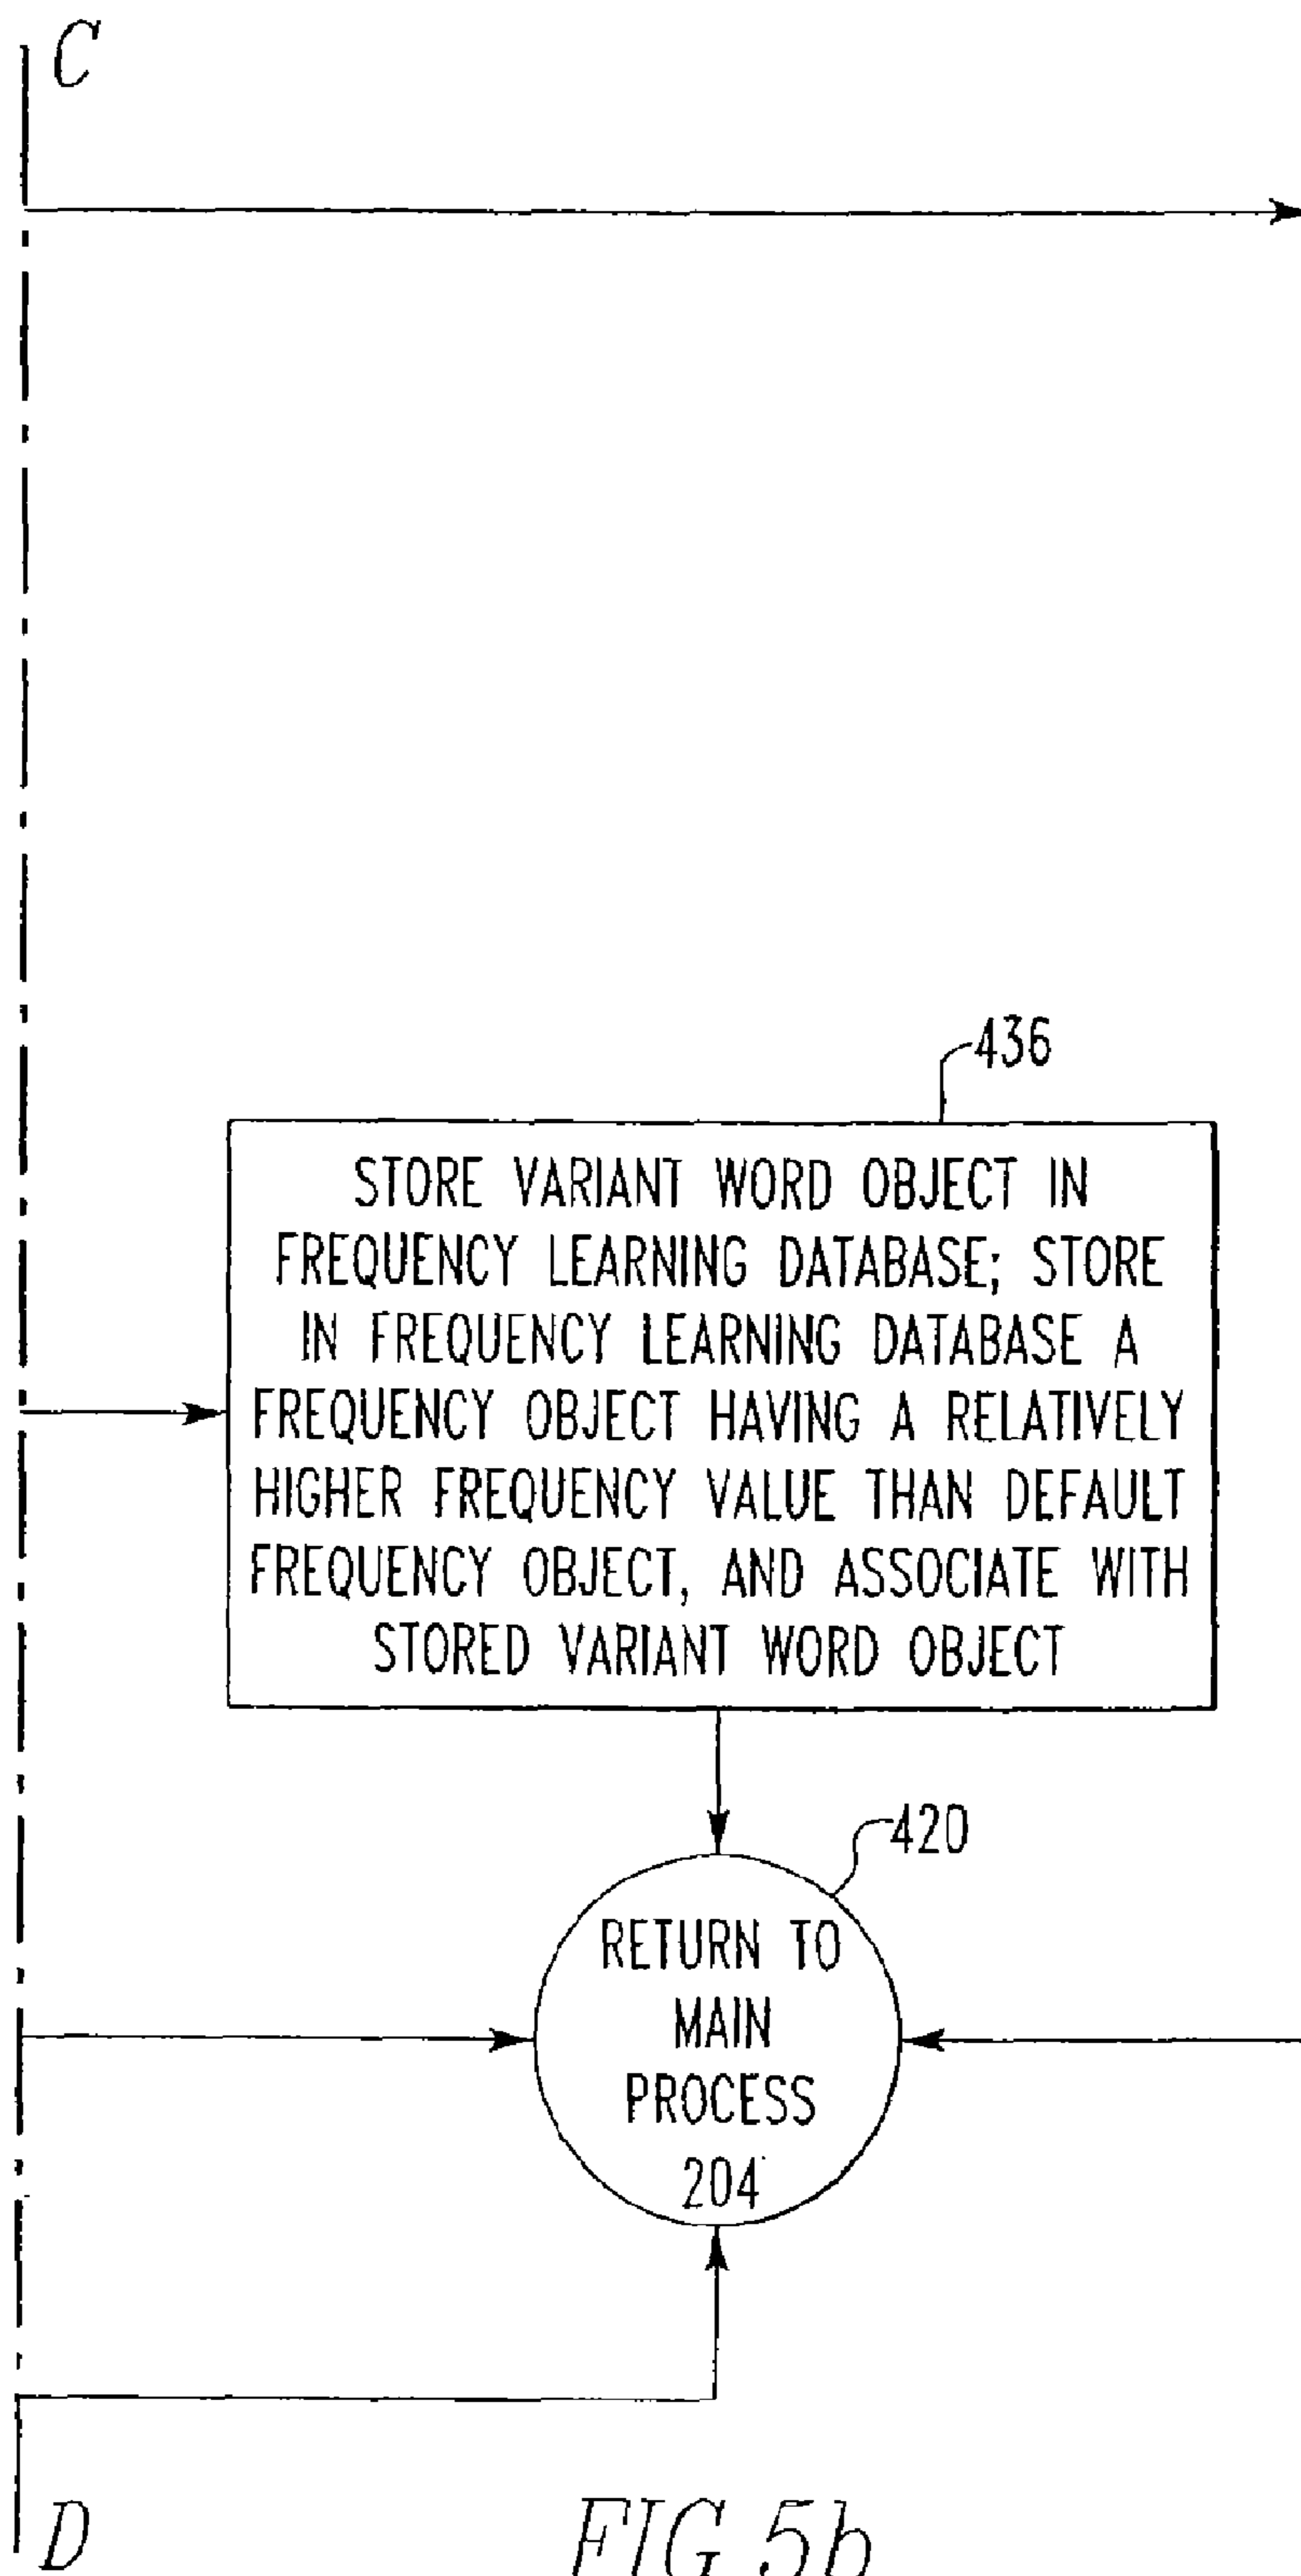 C
436
STORE VARIANT WORD OBJECT IN
FREQUENCY LEARNING DATABASE; STORE
IN FREQUENCY LEARNING DATABASE A
FREQUENCY OBJECT HAVING A RELATIVELY
HIGHER FREQUENCY VALUE THAN DEFAULT
FREQUENCY OBJECT, AND ASSOCIATE WITH
STORED VARIANT WORD OBJECT
420
RETURN TO
MAIN
PROCESS
204
D
FIG. 5b